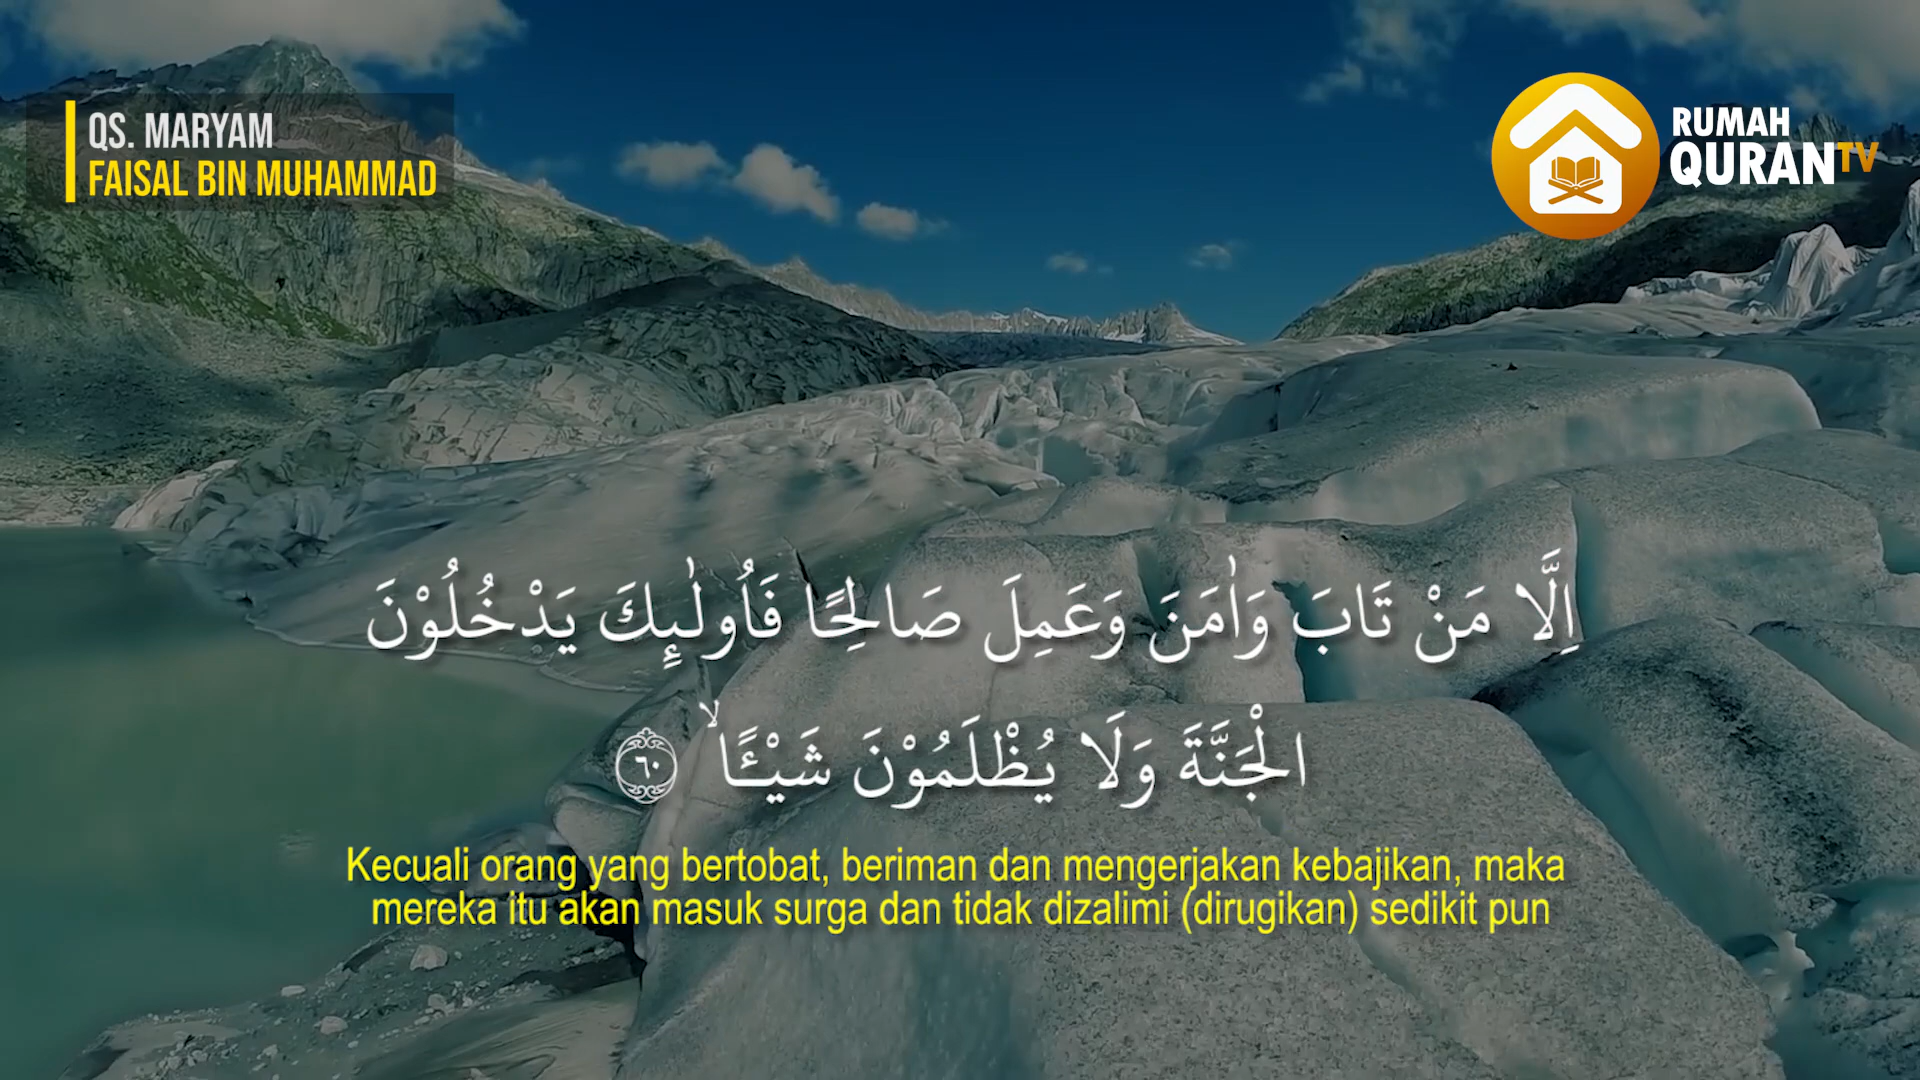 QS. MARYAM
FAISAL BIN MUHAMMAD
RUMAH
QURANTV
اِلَّا مَنْ تَابَ وَاٰمَنَ وَعَمِلَ صَالِحًا فَاُولٰۤىِٕكَ يَدْخُلُوْنَ
الْجَنَّةَ وَلَا يُظْلَمُوْنَ شَيْـًٔاۙ ٦٠
Kecuali orang yang bertobat, beriman dan mengerjakan kebajikan, maka
mereka itu akan masuk surga dan tidak dizalimi (dirugikan) sedikit pun